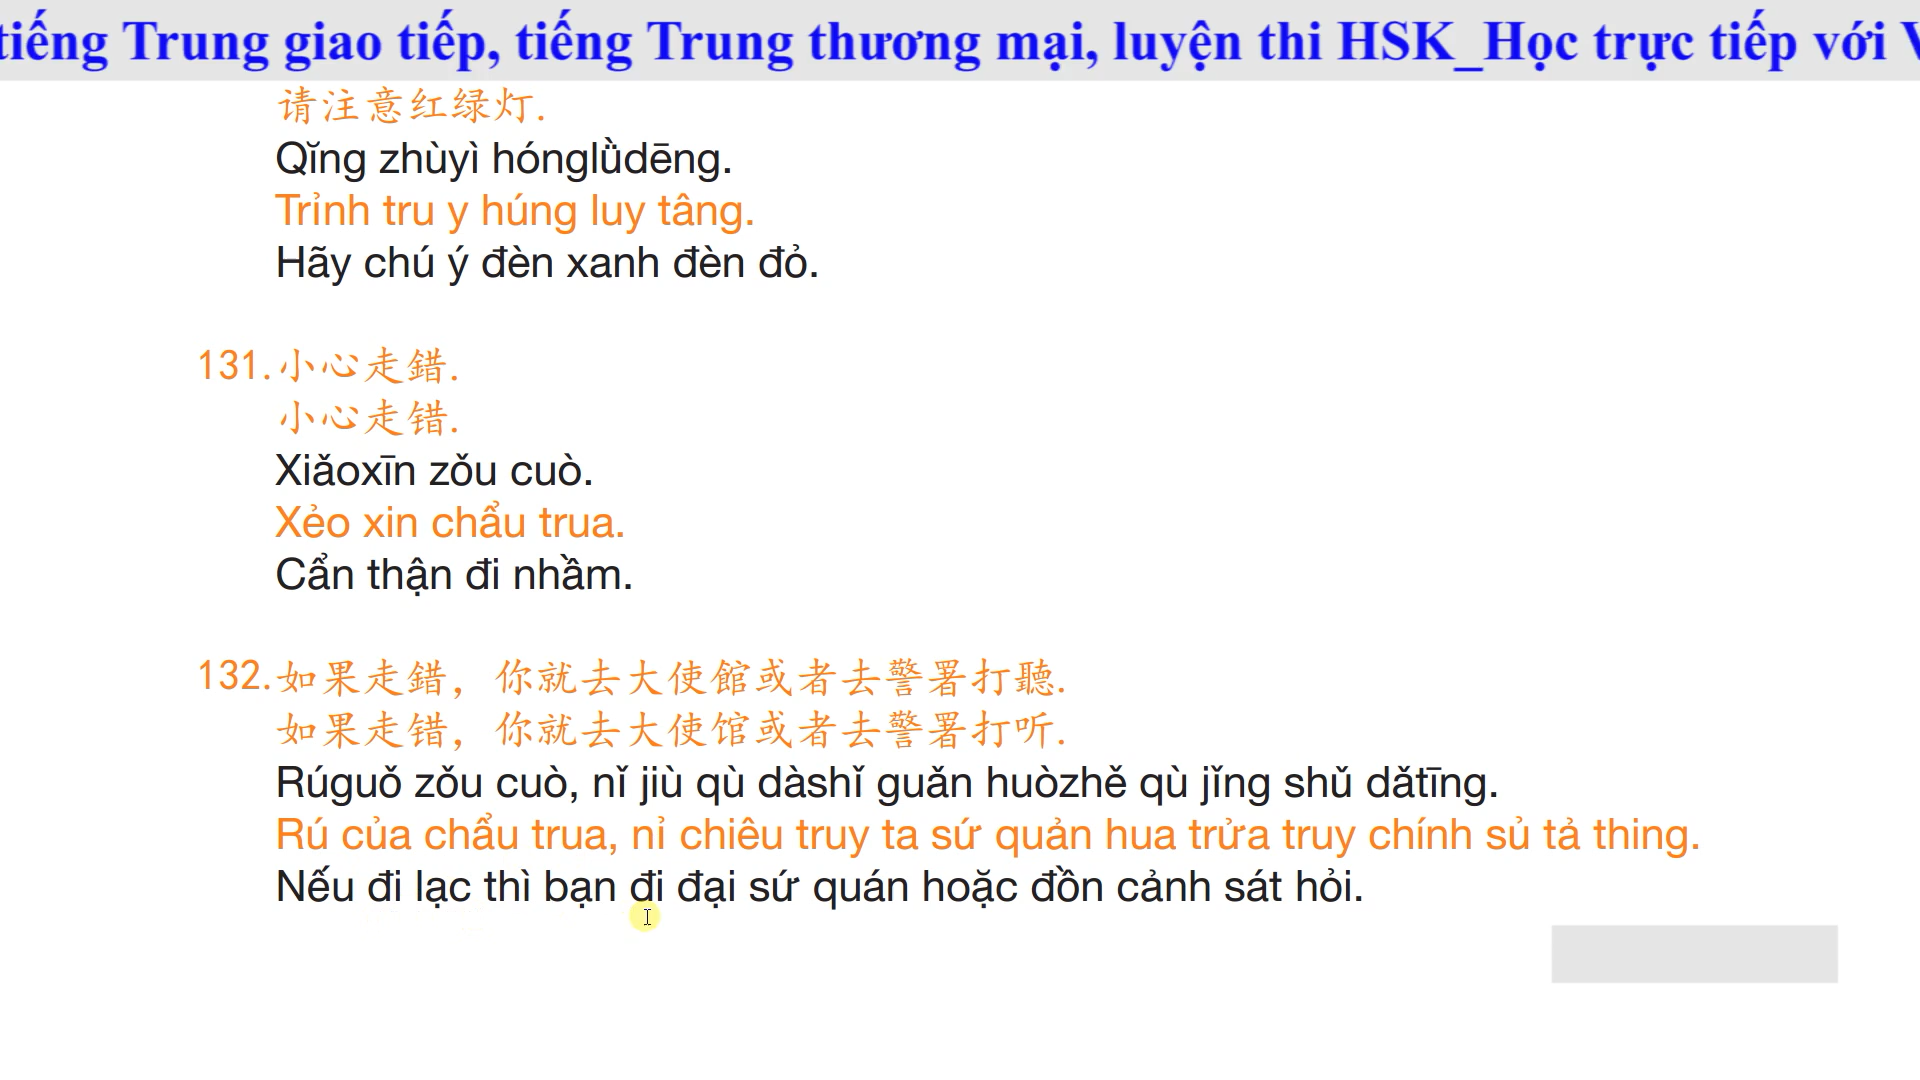 tiếng Trung giao tiếp, tiếng Trung thương mại, luyện thi HSK_Học trực tiếp với
请注意红绿灯.
Qǐng zhùyì hónglǜdēng.
Trỉnh tru y húng luy tâng.
Hãy chú ý đèn xanh đèn đỏ.
131. 小心走錯.
小心走错.
Xiǎoxīn zǒu cuò.
Xẻo xin chẩu trua.
Cẩn thận đi nhầm.
132. 如果走錯, 你就去大使館或者去警署打聽.
如果走错, 你就去大使馆或者去警署打听.
Rúguǒ zǒu cuò, nǐ jiù qù dàshǐ guǎn huòzhě qù jǐng shǔ dǎtīng.
Rú của chẩu trua, nỉ chiêu truy ta sứ quản hua trửa truy chính sủ tả thing.
Nếu đi lạc thì bạn đi đại sứ quán hoặc đồn cảnh sát hỏi.